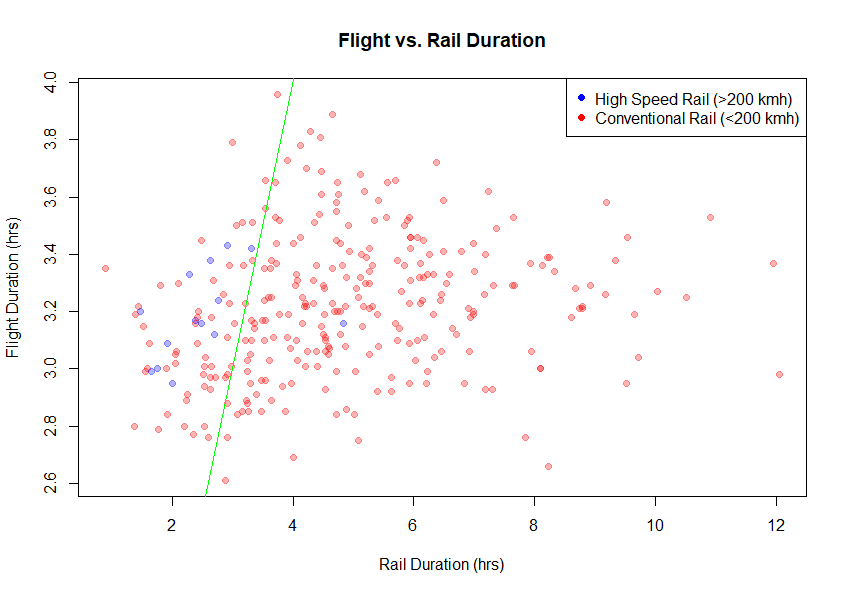 Flight vs. Rail Duration
High Speed Rail (>200 kmh)
Conventional Rail (<200 kmh)
Flight Duration (hrs)
4.0
3.8
3.6
3.4
3.2
3.0
2.8
2.6
2 4 6 8 10 12
Rail Duration (hrs)